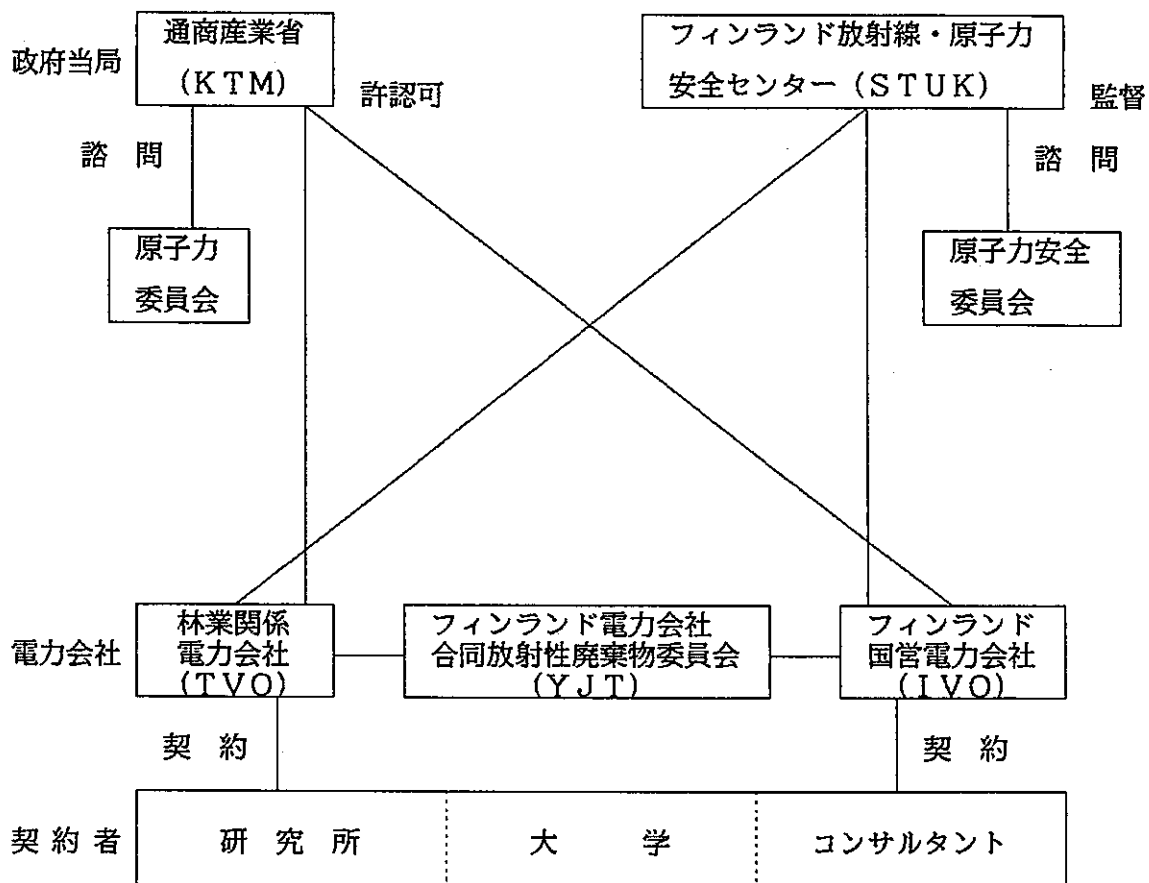 政府当局
通商産業省
(KTM)
許認可
フィンランド放射線・原子力
安全センター(STUK)
監督
諮問
諮問
原子力
委員会
原子力安全
委員会
電力会社
林業関係
電力会社
(TVO)
フィンランド電力会社
合同放射性廃棄物委員会
(YJT)
フィンランド
国営電力会社
(IVO)
契約
契約
契約者
研究所
大学
コンサルタント